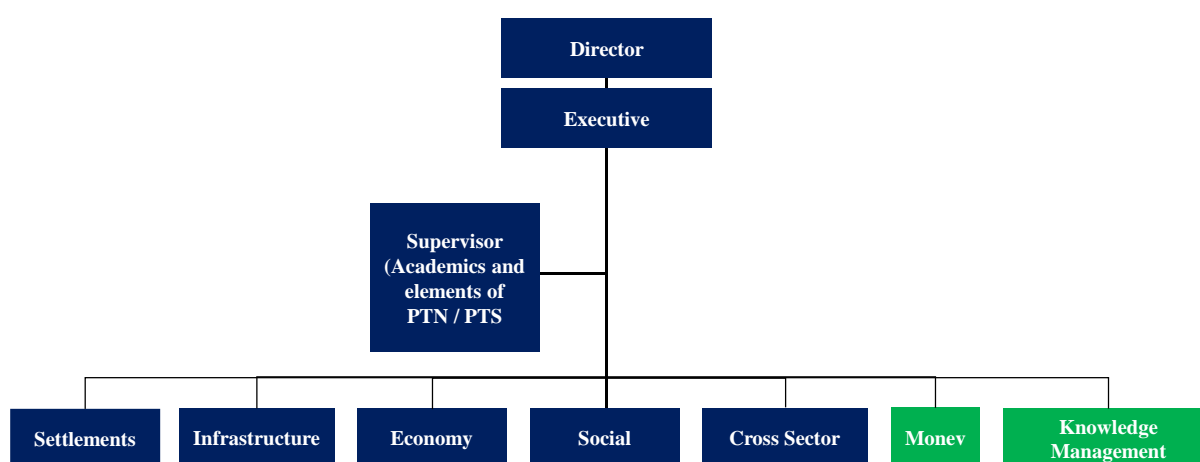 Director
Executive
Supervisor
(Academics and
elements of
PTN / PTS
Settlements
Infrastructure
Economy
Social
Cross Sector
Monev
Knowledge
Management